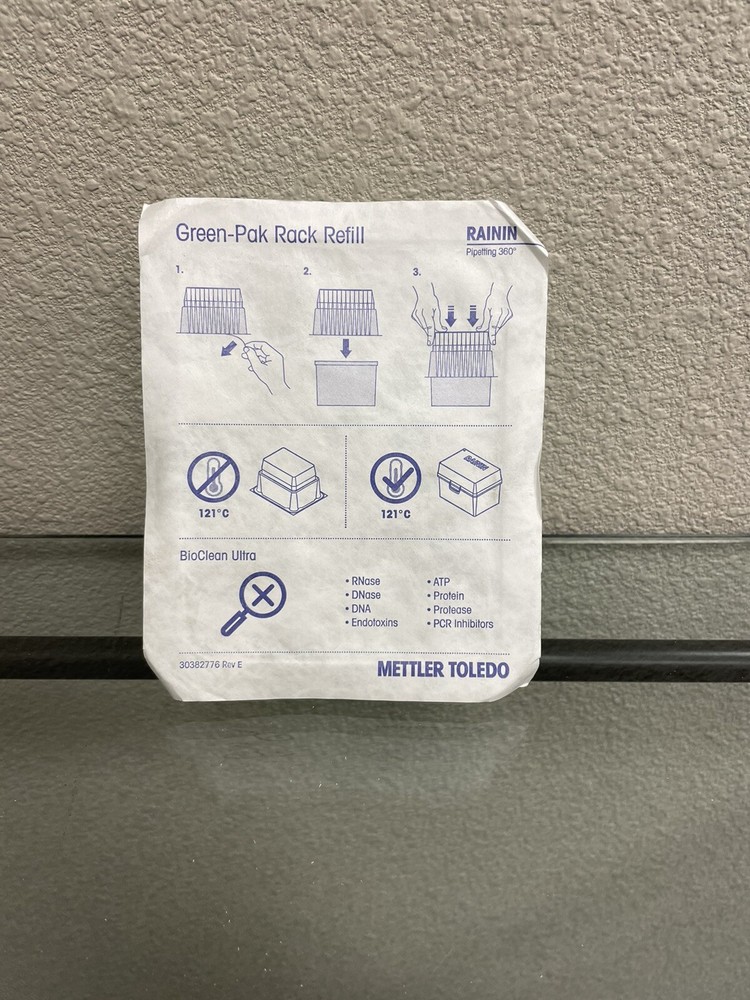 Green-Pak Rack Refill
RAININ
Pipetting 360°
1.
2.
3.
121°C
RAININ
121°C
BioClean Ultra
• RNase
• DNase
• DNA
• Endotoxins
• ATP
• Protein
• Protease
• PCR Inhibitors
30382776 Rev E
METTLER TOLEDO